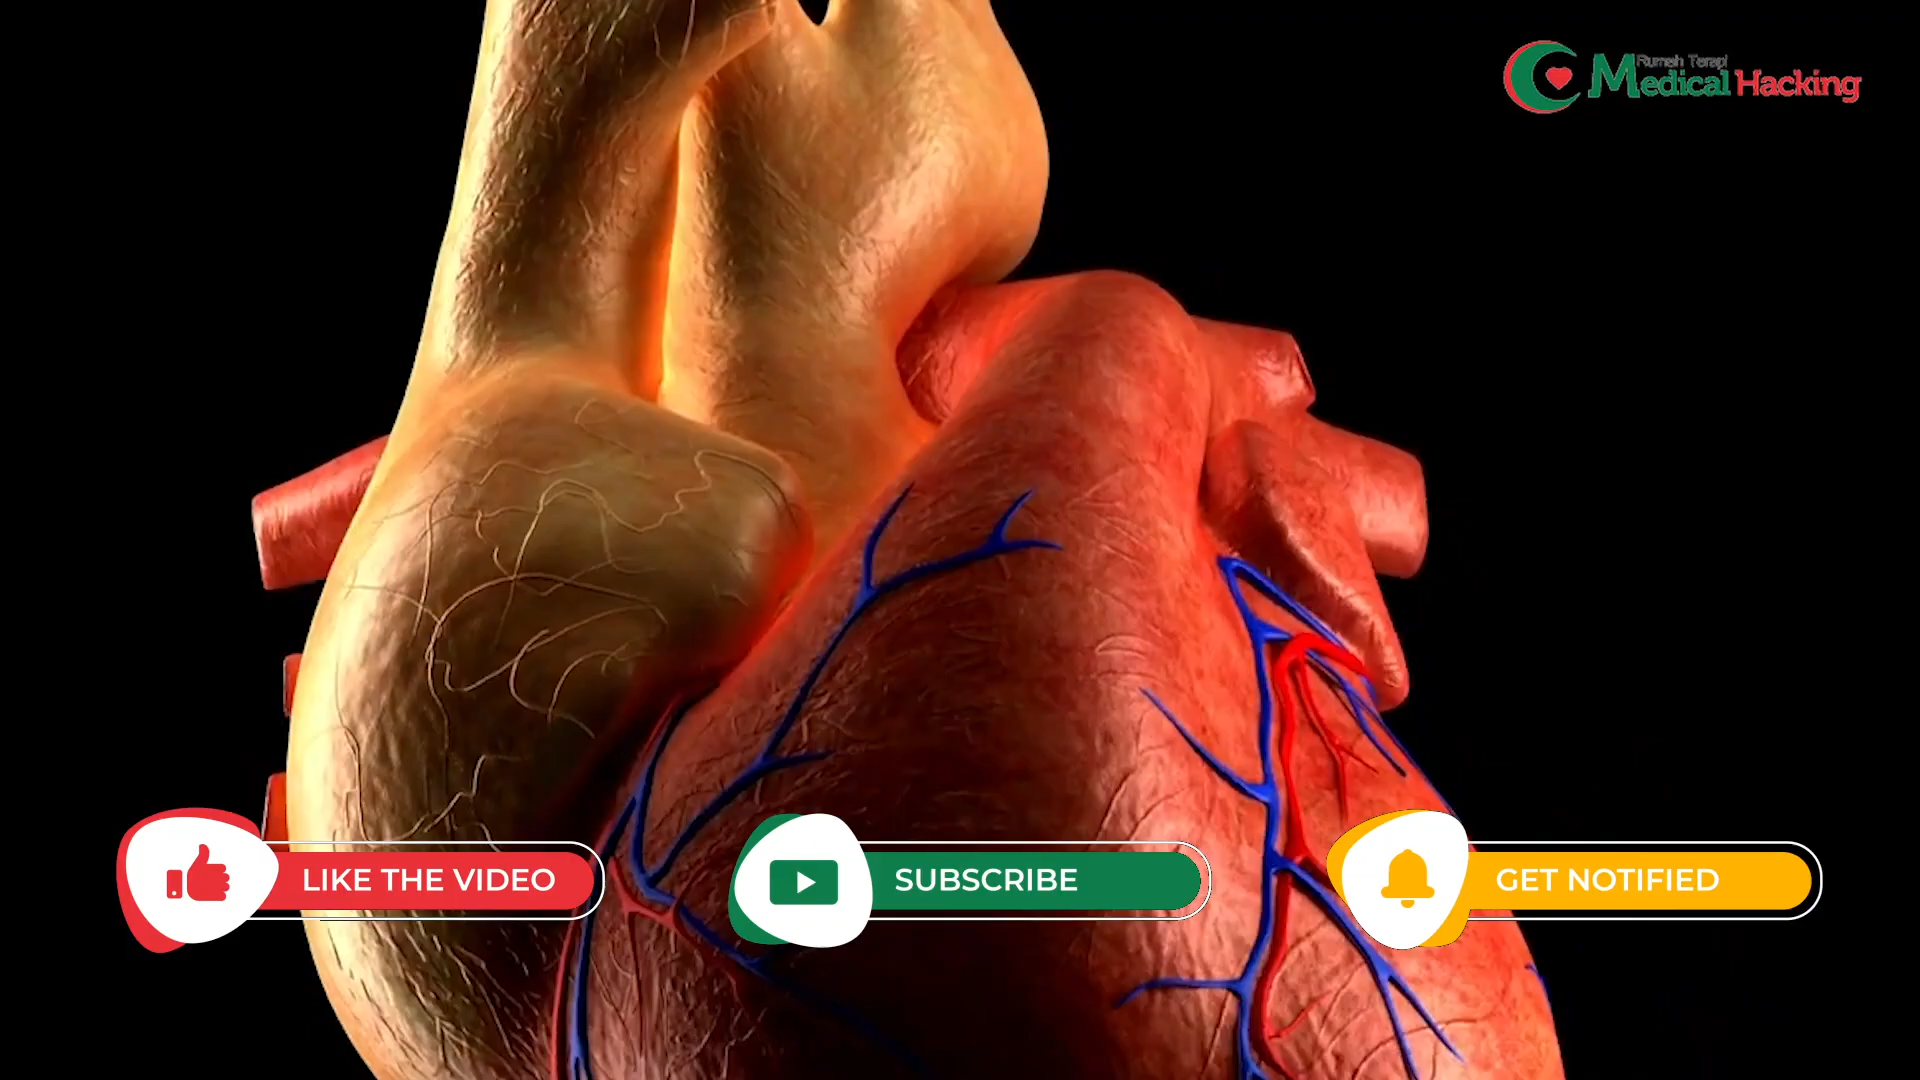 Rumah Terapi
Medical Hacking
LIKE THE VIDEO
SUBSCRIBE
GET NOTIFIED